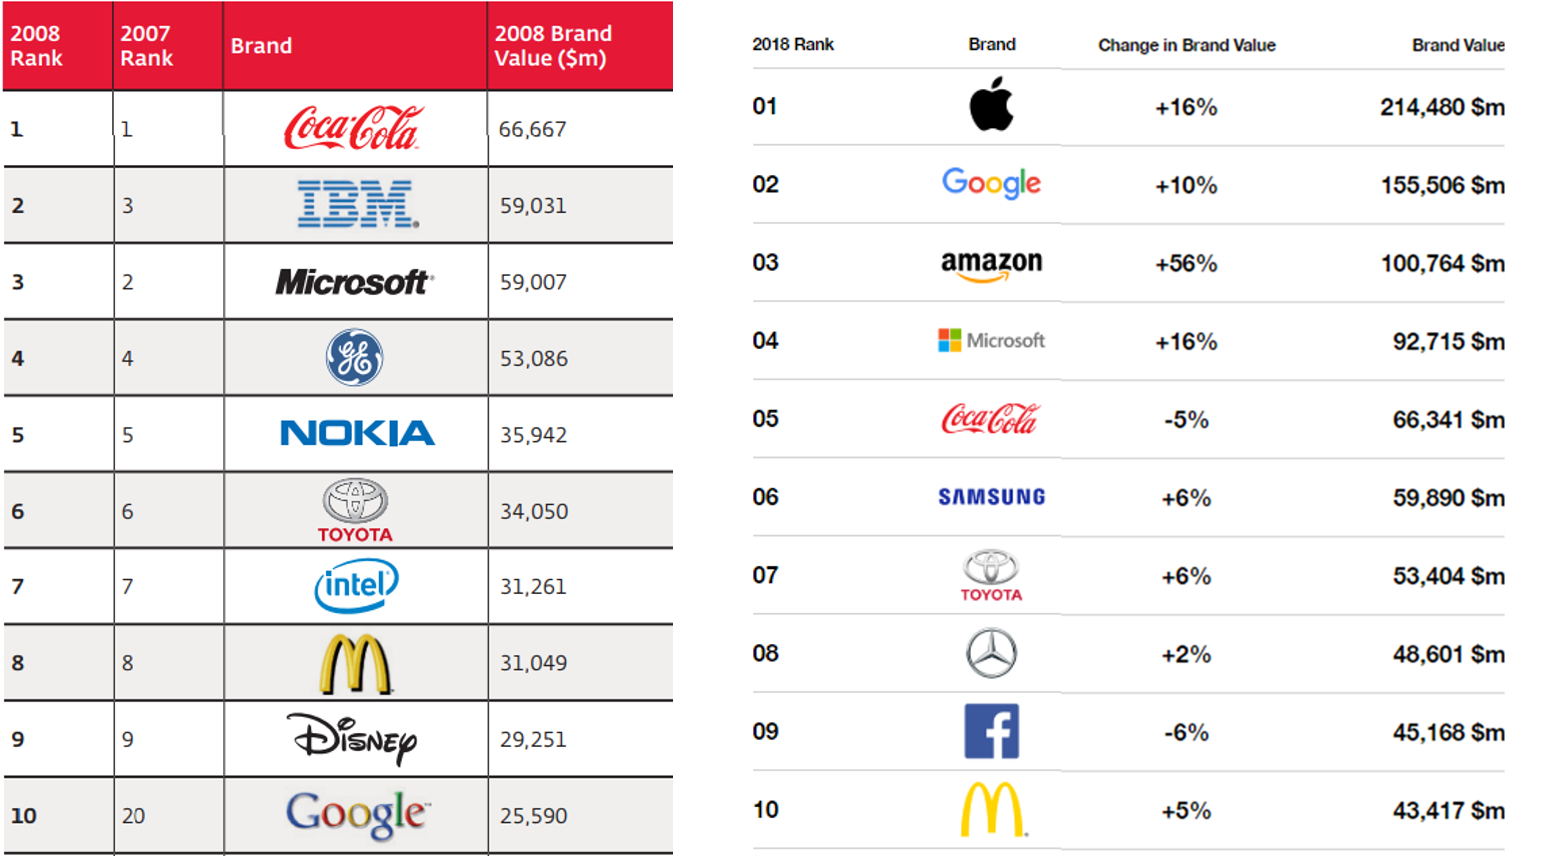 2008 Rank 2007 Rank Brand 2008 Brand Value ($m)
1 1 Coca-Cola 66,667
2 3 IBM® 59,031
3 2 Microsoft® 59,007
4 4 GE 53,086
5 5 NOKIA 35,942
6 6 TOYOTA 34,050
7 7 intel® 31,261
8 8 M 31,049
9 9 Disney 29,251
10 20 Google™ 25,590
2018 Rank Brand Change in Brand Value Brand Value
01 +16% 214,480 $m
02 Google +10% 155,506 $m
03 amazon +56% 100,764 $m
04 Microsoft +16% 92,715 $m
05 Coca-Cola -5% 66,341 $m
06 SAMSUNG +6% 59,890 $m
07 TOYOTA +6% 53,404 $m
08 +2% 48,601 $m
09 f -6% 45,168 $m
10 M +5% 43,417 $m